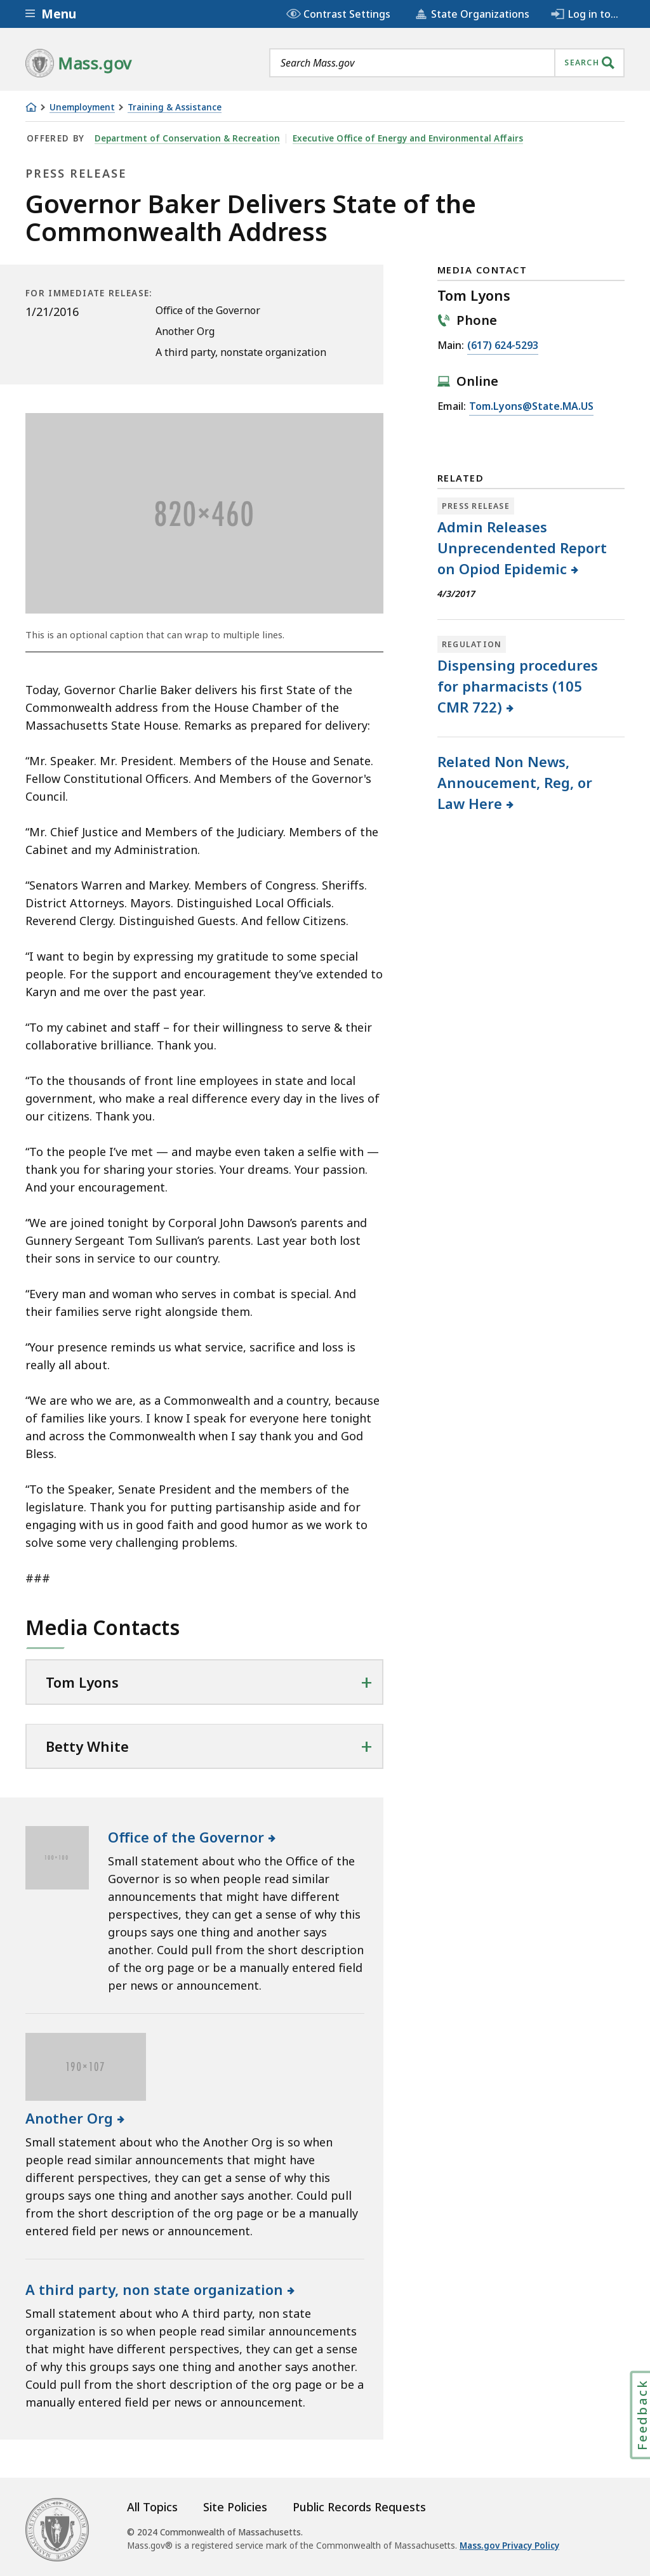 Menu
Contrast Settings
State Organizations
Log in to...
Mass.gov
Search Mass.gov
SEARCH
Unemployment
Training & Assistance
OFFERED BY
Department of Conservation & Recreation
Executive Office of Energy and Environmental Affairs
PRESS RELEASE
Governor Baker Delivers State of the
Commonwealth Address
FOR IMMEDIATE RELEASE:
1/21/2016
Office of the Governor
Another Org
A third party, nonstate organization
820×460
This is an optional caption that can wrap to multiple lines.
Today, Governor Charlie Baker delivers his first State of the
Commonwealth address from the House Chamber of the
Massachusetts State House. Remarks as prepared for delivery:
“Mr. Speaker. Mr. President. Members of the House and Senate.
Fellow Constitutional Officers. And Members of the Governor's
Council.
“Mr. Chief Justice and Members of the Judiciary. Members of the
Cabinet and my Administration.
“Senators Warren and Markey. Members of Congress. Sheriffs.
District Attorneys. Mayors. Distinguished Local Officials.
Reverend Clergy. Distinguished Guests. And fellow Citizens.
“I want to begin by expressing my gratitude to some special
people. For the support and encouragement they’ve extended to
Karyn and me over the past year.
“To my cabinet and staff – for their willingness to serve & their
collaborative brilliance. Thank you.
“To the thousands of front line employees in state and local
government, who make a real difference every day in the lives of
our citizens. Thank you.
“To the people I’ve met — and maybe even taken a selfie with —
thank you for sharing your stories. Your dreams. Your passion.
And your encouragement.
“We are joined tonight by Corporal John Dawson’s parents and
Gunnery Sergeant Tom Sullivan’s parents. Last year both lost
their sons in service to our country.
“Every man and woman who serves in combat is special. And
their families serve right alongside them.
“Your presence reminds us what service, sacrifice and loss is
really all about.
“We are who we are, as a Commonwealth and a country, because
of families like yours. I know I speak for everyone here tonight
and across the Commonwealth when I say thank you and God
Bless.
“To the Speaker, Senate President and the members of the
legislature. Thank you for putting partisanship aside and for
engaging with us in good faith and good humor as we work to
solve some very challenging problems.
###
Media Contacts
Tom Lyons
Betty White
100×100
Office of the Governor
Small statement about who the Office of the
Governor is so when people read similar
announcements that might have different
perspectives, they can get a sense of why this
groups says one thing and another says
another. Could pull from the short description
of the org page or be a manually entered field
per news or announcement.
190×107
Another Org
Small statement about who the Another Org is so when
people read similar announcements that might have
different perspectives, they can get a sense of why this
groups says one thing and another says another. Could pull
from the short description of the org page or be a manually
entered field per news or announcement.
A third party, non state organization
Small statement about who A third party, non state
organization is so when people read similar announcements
that might have different perspectives, they can get a sense
of why this groups says one thing and another says another.
Could pull from the short description of the org page or be a
manually entered field per news or announcement.
MEDIA CONTACT
Tom Lyons
Phone
Main: (617) 624-5293
Online
Email: Tom.Lyons@State.MA.US
RELATED
PRESS RELEASE
Admin Releases
Unprecendented Report
on Opiod Epidemic
4/3/2017
REGULATION
Dispensing procedures
for pharmacists (105
CMR 722)
Related Non News,
Annoucement, Reg, or
Law Here
Feedback
All Topics
Site Policies
Public Records Requests
© 2024 Commonwealth of Massachusetts.
Mass.gov® is a registered service mark of the Commonwealth of Massachusetts. Mass.gov Privacy Policy